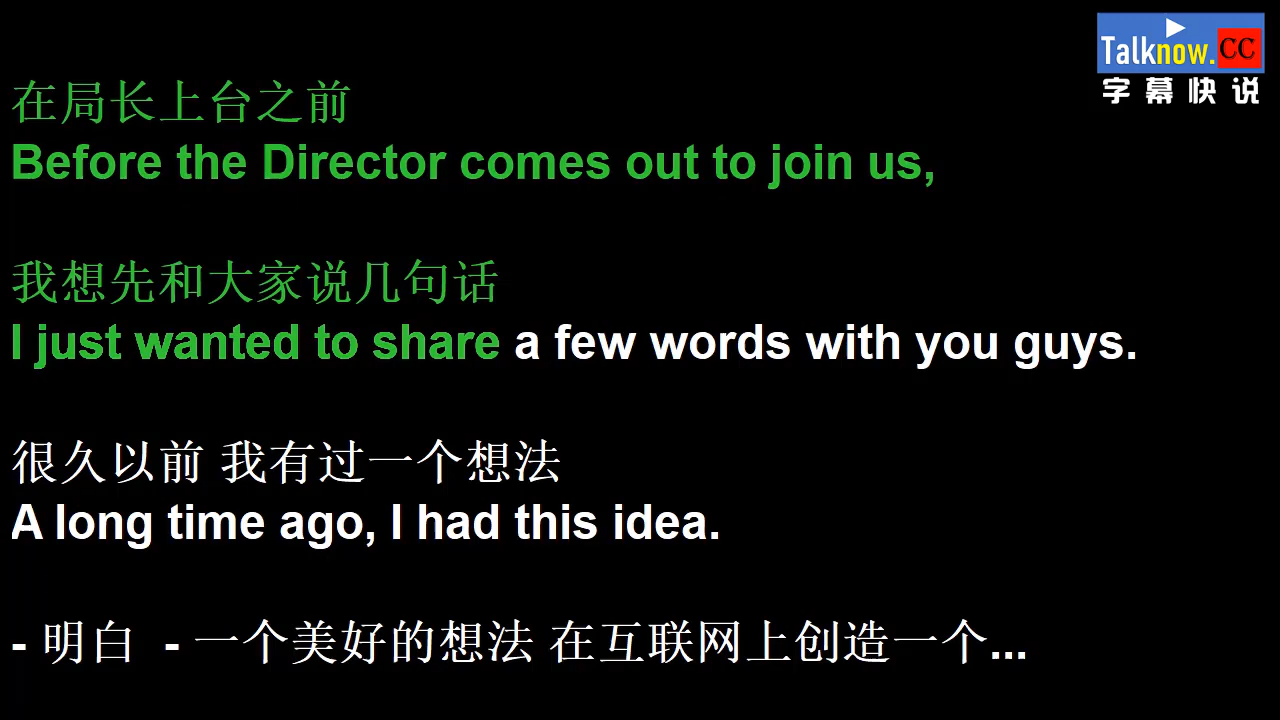 Talknow.CC
字幕快说
在局长上台之前
Before the Director comes out to join us,
我想先和大家说几句话
I just wanted to share a few words with you guys.
很久以前 我有过一个想法
A long time ago, I had this idea.
- 明白 - 一个美好的想法 在互联网上创造一个...